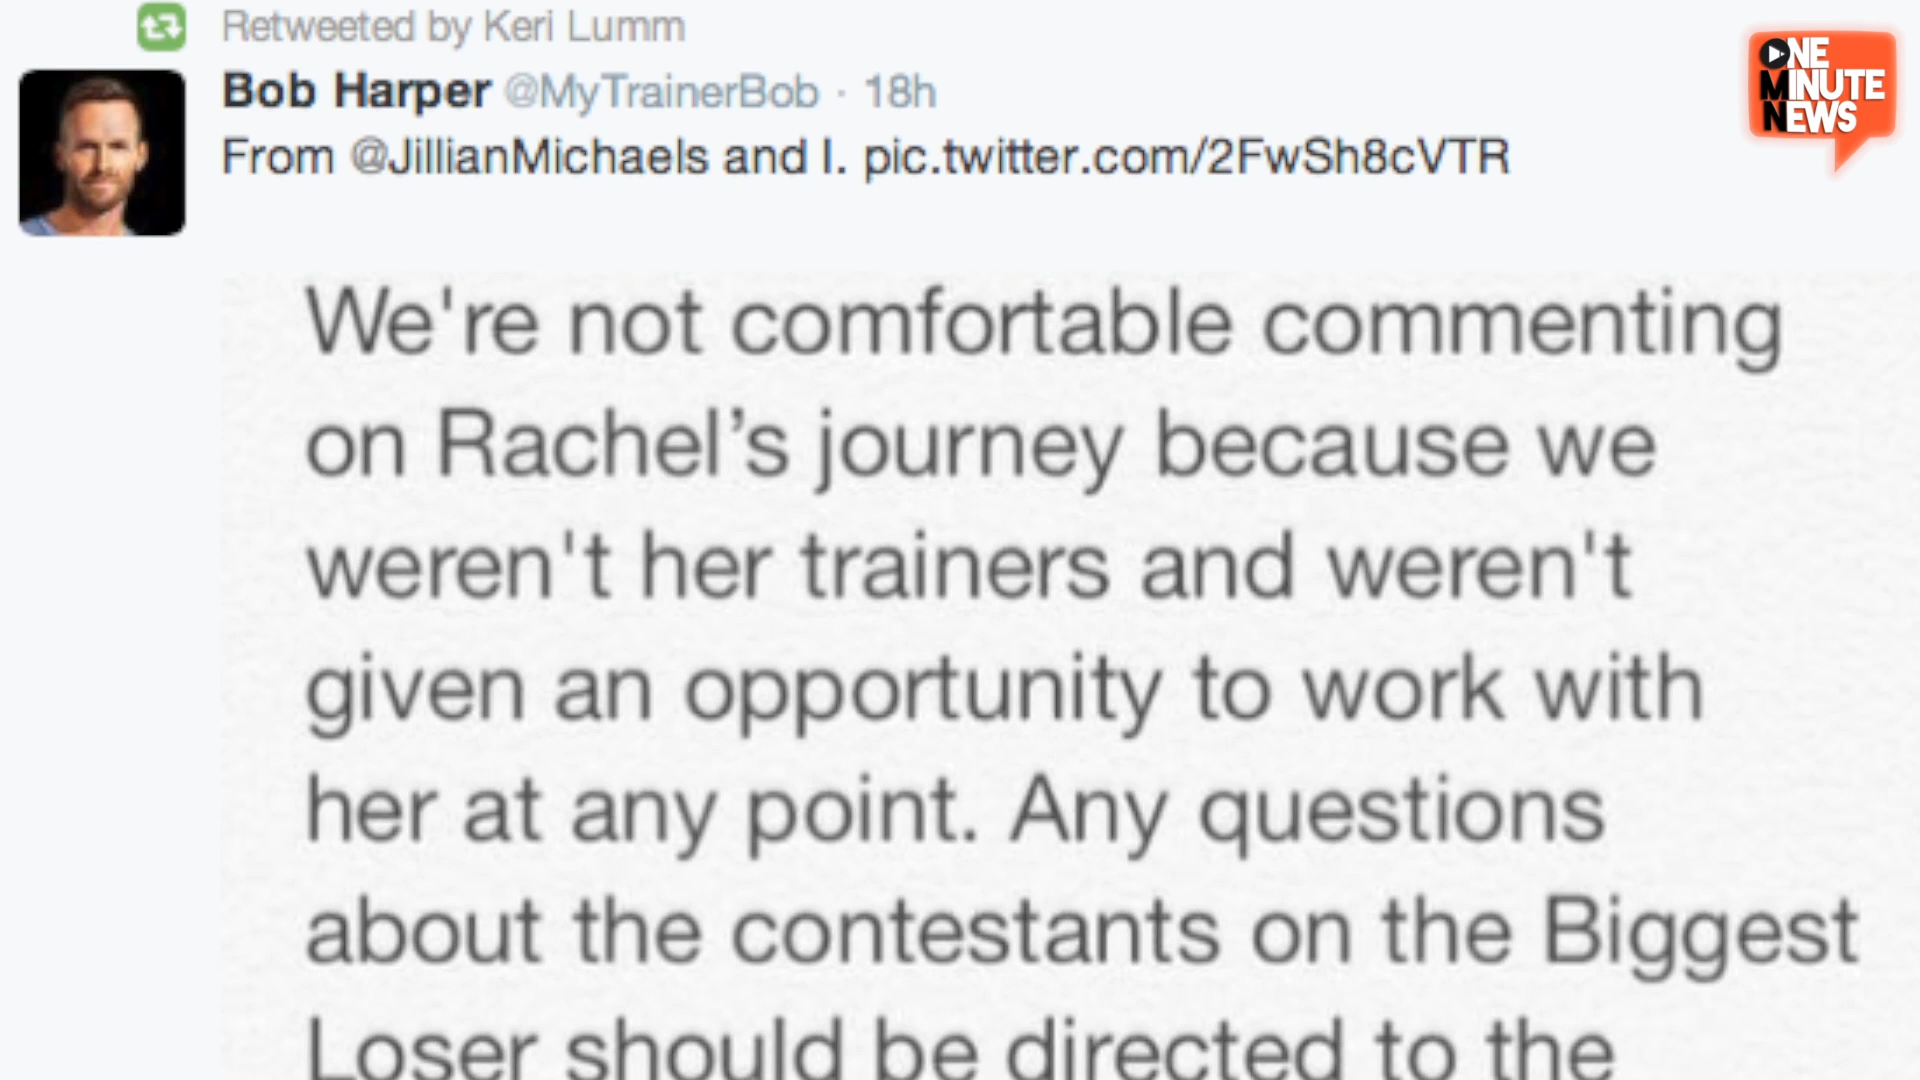 Retweeted by Keri Lumm
Bob Harper @MyTrainerBob · 18h
From @JillianMichaels and I. pic.twitter.com/2FwSh8cVTR
ONE
MINUTE
NEWS
We're not comfortable commenting
on Rachel’s journey because we
weren't her trainers and weren't
given an opportunity to work with
her at any point. Any questions
about the contestants on the Biggest
Loser should be directed to the